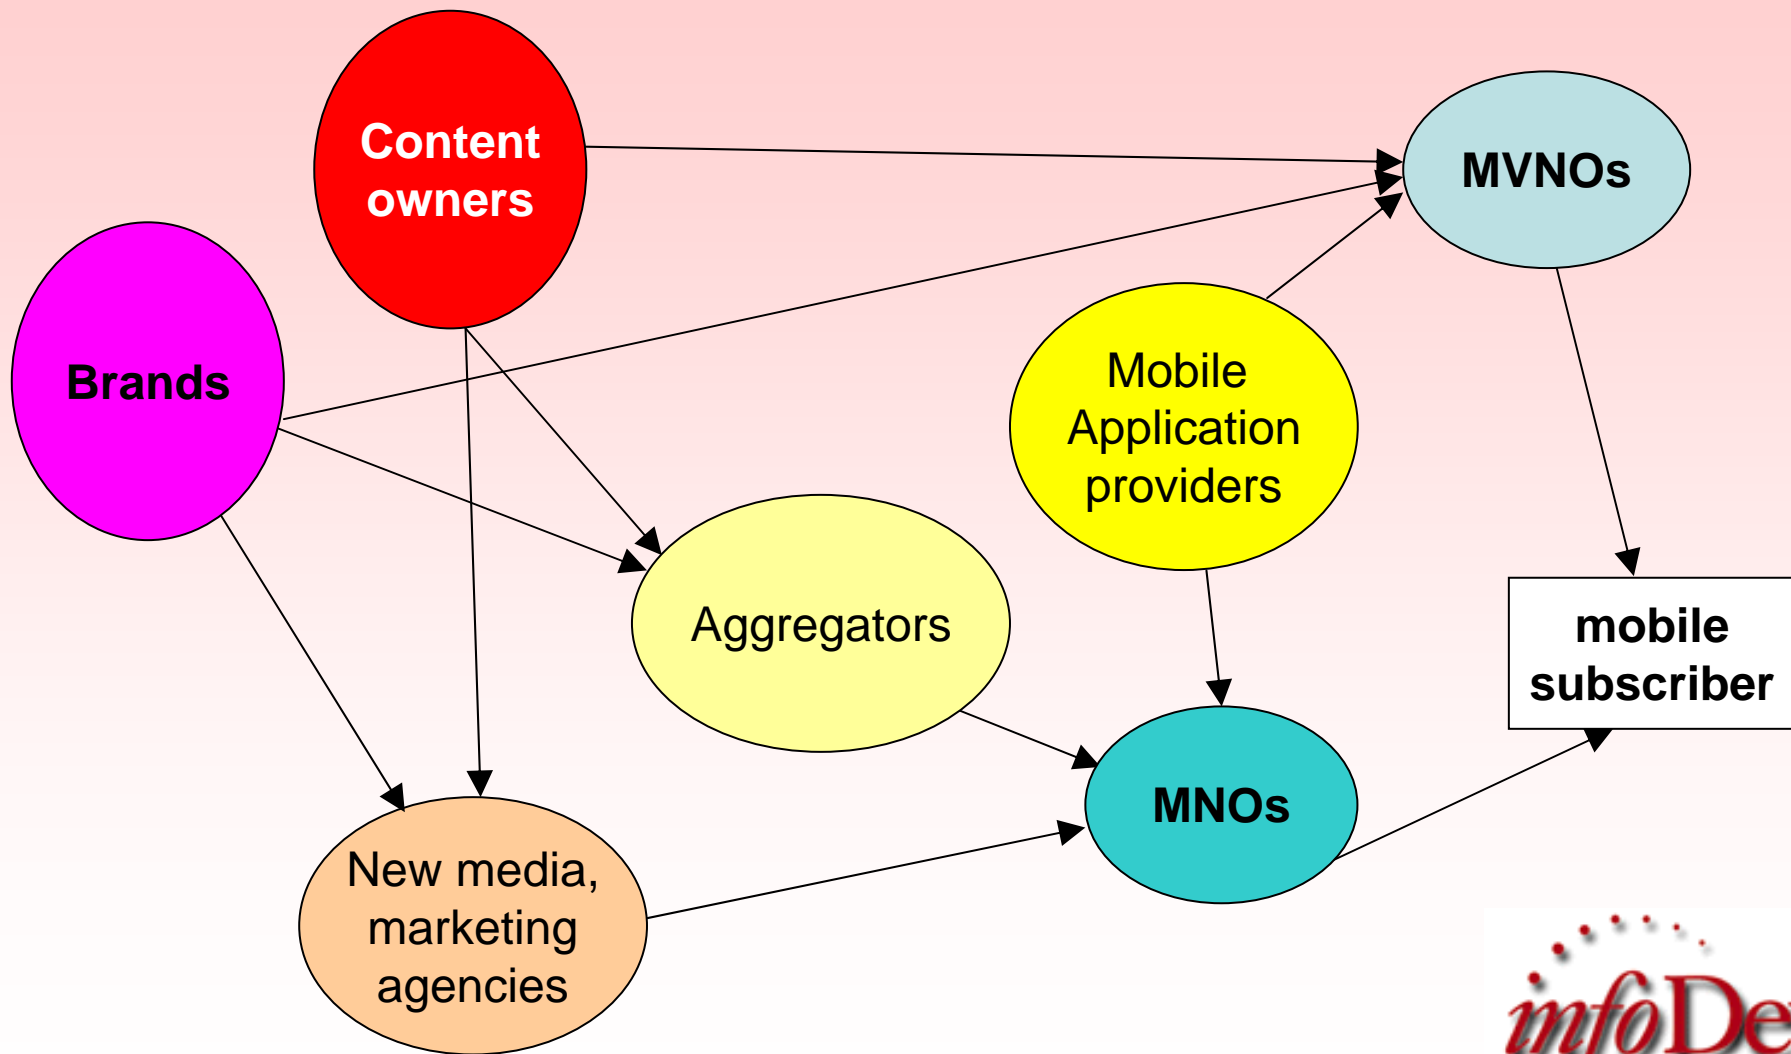 Content
owners
MVNOs
Brands
Mobile
Application
providers
Aggregators
mobile
subscriber
MNOs
New media,
marketing
agencies
infoDe